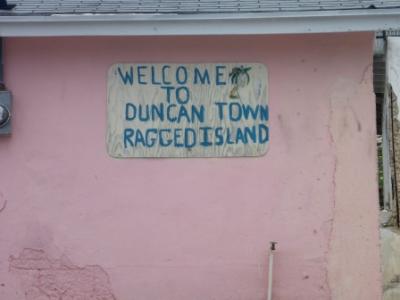 WELCOME
TO
DUNCAN TOWN
RAGGED ISLAND